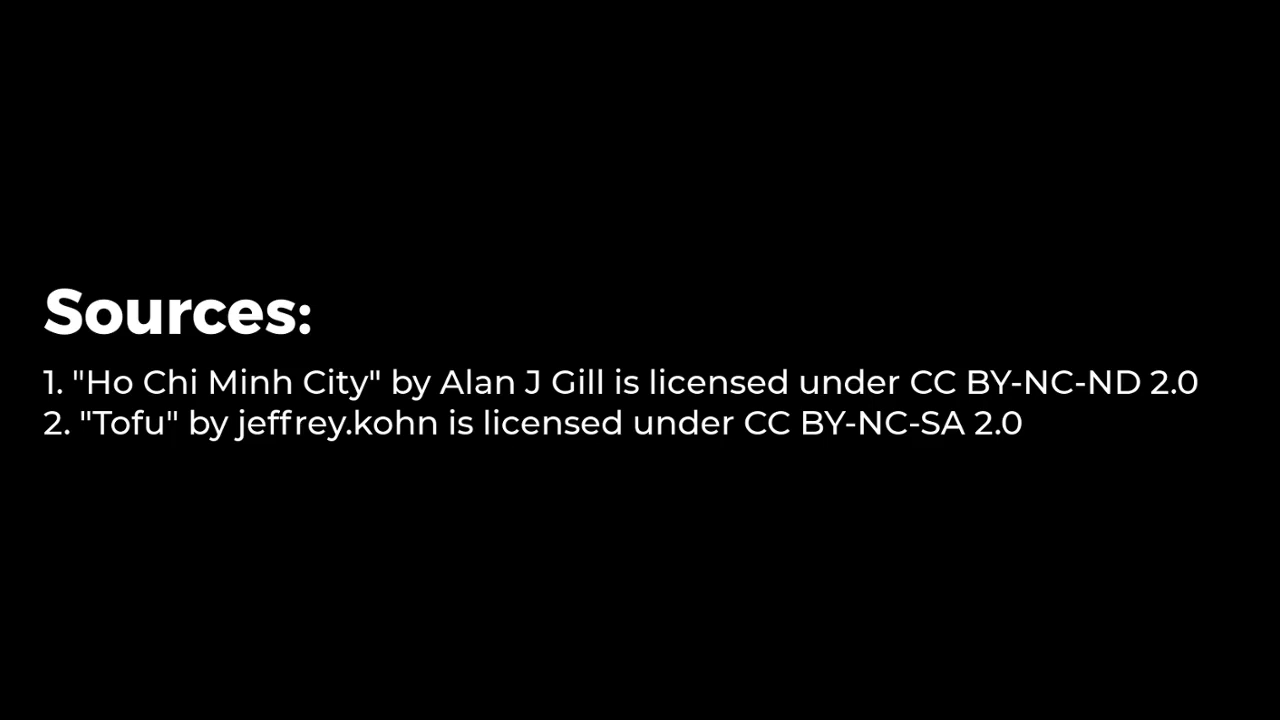 Sources:
1. "Ho Chi Minh City" by Alan J Gill is licensed under CC BY-NC-ND 2.0
2. "Tofu" by jeffrey.kohn is licensed under CC BY-NC-SA 2.0